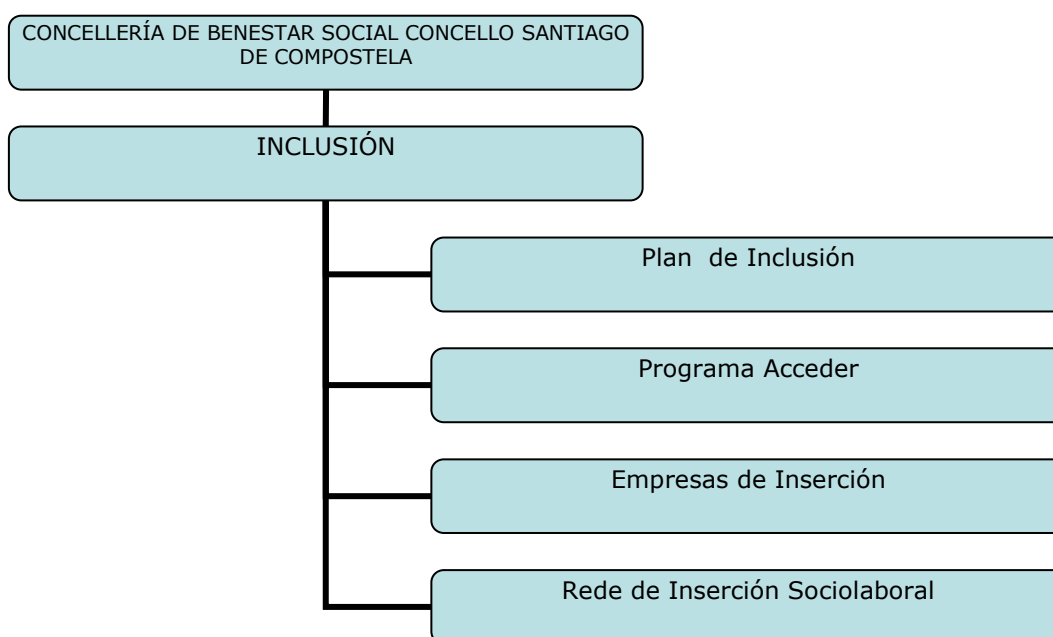 CONCELLERÍA DE BENESTAR SOCIAL CONCELLO SANTIAGO
DE COMPOSTELA
INCLUSIÓN
Plan de Inclusión
Programa Acceder
Empresas de Inserción
Rede de Inserción Sociolaboral